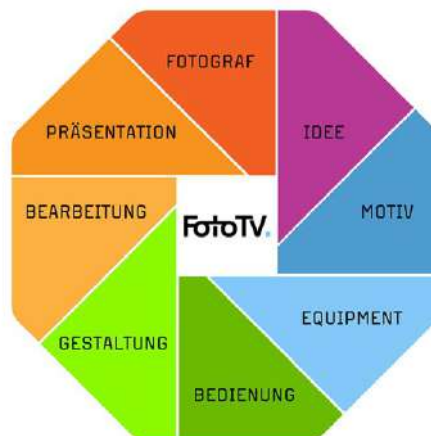 FOTOGRAF
IDEE
PRÄSENTATION
BEARBEITUNG
MOTIV
FotoTV.
EQUIPMENT
GESTALTUNG
BEDIENUNG